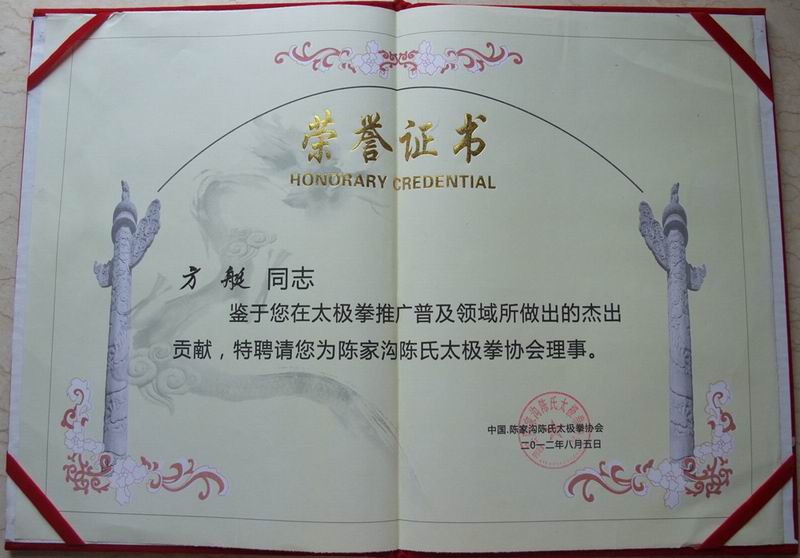 荣誉证书
HONORARY CREDENTIAL
方艇 同志
鉴于您在太极拳推广普及领域所做出的杰出
贡献，特聘请您为陈家沟陈氏太极拳协会理事。
中国.陈家沟陈氏太极拳协会
二〇一二年八月五日